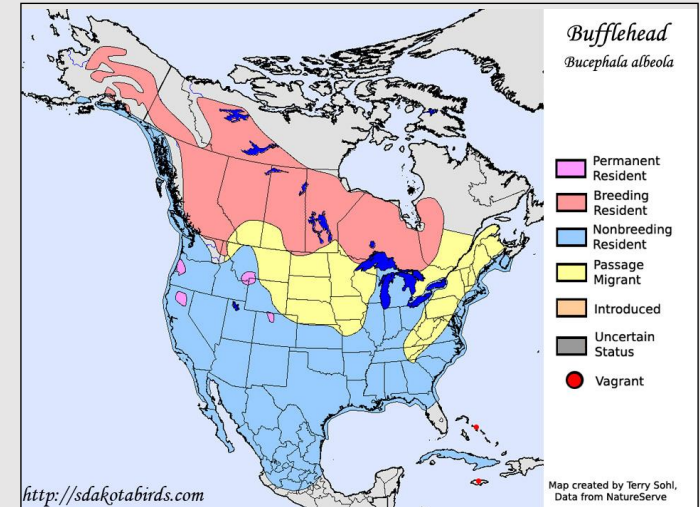 Bufflehead
Bucephala albeola
Permanent
Resident
Breeding
Resident
Nonbreeding
Resident
Passage
Migrant
Introduced
Uncertain
Status
Vagrant
http://sdakotabirds.com
Map created by Terry Sohl,
Data from NatureServe